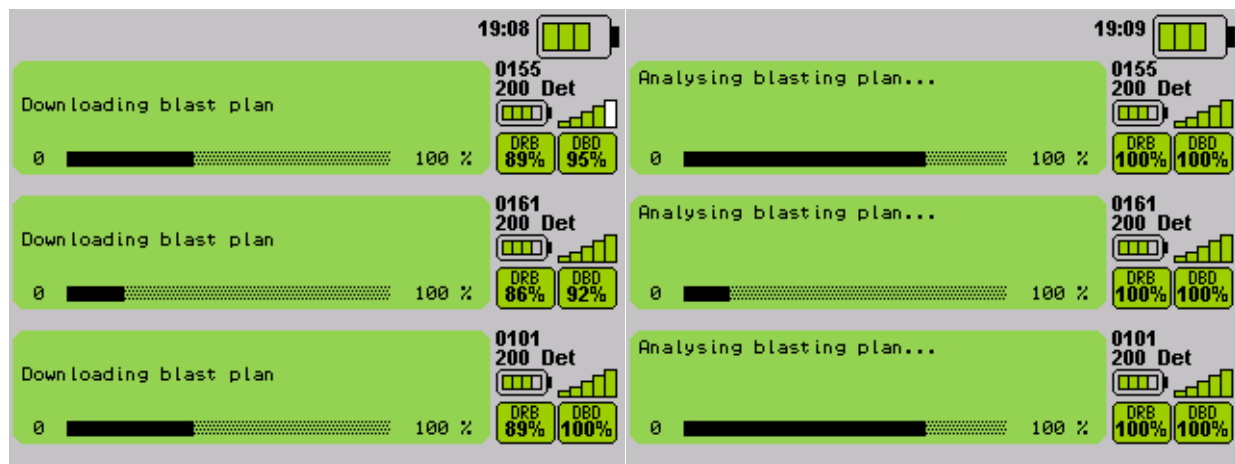 19:08
0155
200 Det
Downloading blast plan
DRB DBD
89% 95%
0 100 %
0161
200 Det
Downloading blast plan
DRB DBD
86% 92%
0 100 %
0101
200 Det
Downloading blast plan
DRB DBD
89% 100%
0 100 %
19:09
0155
Analysing blasting plan...
200 Det
DRB DBD
100% 100%
0 100 %
0161
Analysing blasting plan...
200 Det
DRB DBD
100% 100%
0 100 %
0101
Analysing blasting plan...
200 Det
DRB DBD
100% 100%
0 100 %